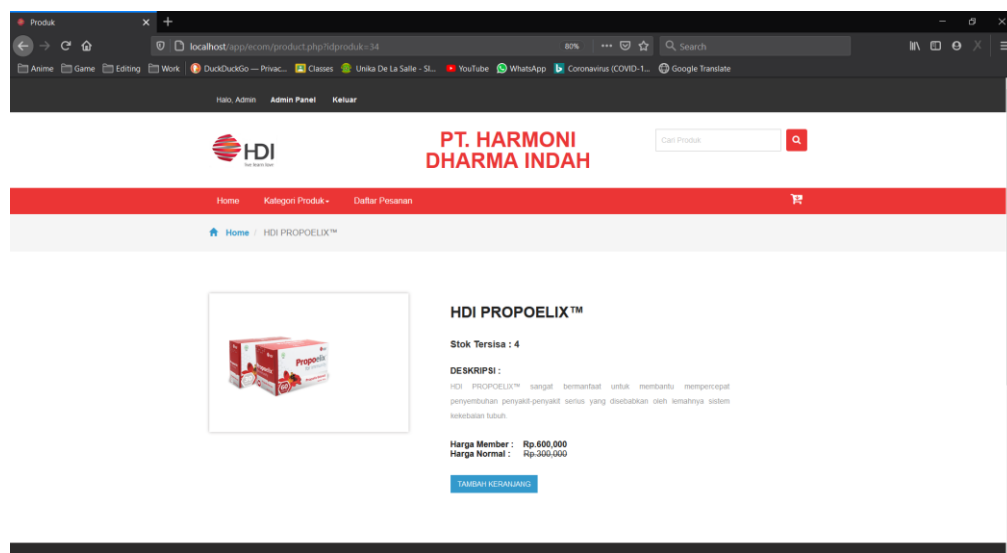 Produk
localhost/app/ecom/product.php?idproduk=34
80%
Search
Anime Game Editing Work DuckDuckGo — Privac... Classes Unika De La Salle - SI... YouTube WhatsApp Coronavirus (COVID-1... Google Translate
Halo, Admin Admin Panel Keluar
HDI
PT. HARMONI
DHARMA INDAH
Cari Produk
Home Kategori Produk Daftar Pesanan
Home / HDI PROPOELIX™
Propoelix
HDI PROPOELIX™
Stok Tersisa : 4
DESKRIPSI :
HDI PROPOELIX™ sangat bermanfaat untuk membantu mempercepat
penyembuhan penyakit-penyakit serius yang disebabkan oleh lemahnya sistem
kekebalan tubuh.
Harga Member : Rp.600,000
Harga Normal : Rp.300,000
TAMBAH KERANJANG